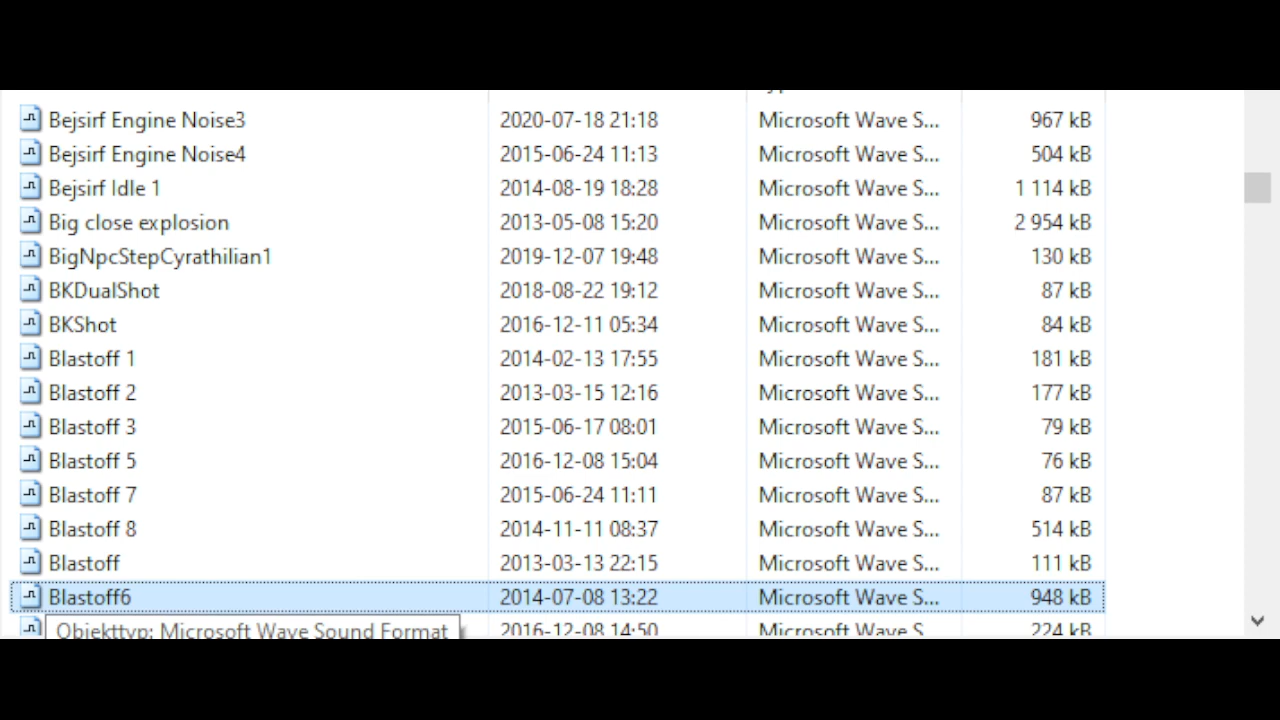 Bejsirf Engine Noise3 2020-07-18 21:18 Microsoft Wave S... 967 kB
Bejsirf Engine Noise4 2015-06-24 11:13 Microsoft Wave S... 504 kB
Bejsirf Idle 1 2014-08-19 18:28 Microsoft Wave S... 1 114 kB
Big close explosion 2013-05-08 15:20 Microsoft Wave S... 2 954 kB
BigNpcStepCyrathilian1 2019-12-07 19:48 Microsoft Wave S... 130 kB
BKDualShot 2018-08-22 19:12 Microsoft Wave S... 87 kB
BKShot 2016-12-11 05:34 Microsoft Wave S... 84 kB
Blastoff 1 2014-02-13 17:55 Microsoft Wave S... 181 kB
Blastoff 2 2013-03-15 12:16 Microsoft Wave S... 177 kB
Blastoff 3 2015-06-17 08:01 Microsoft Wave S... 79 kB
Blastoff 5 2016-12-08 15:04 Microsoft Wave S... 76 kB
Blastoff 7 2015-06-24 11:11 Microsoft Wave S... 87 kB
Blastoff 8 2014-11-11 08:37 Microsoft Wave S... 514 kB
Blastoff 2013-03-13 22:15 Microsoft Wave S... 111 kB
Blastoff6 2014-07-08 13:22 Microsoft Wave S... 948 kB
Objekttyp: Microsoft Wave Sound Format 2016-12-08 14:50 Microsoft Wave S 224 kB